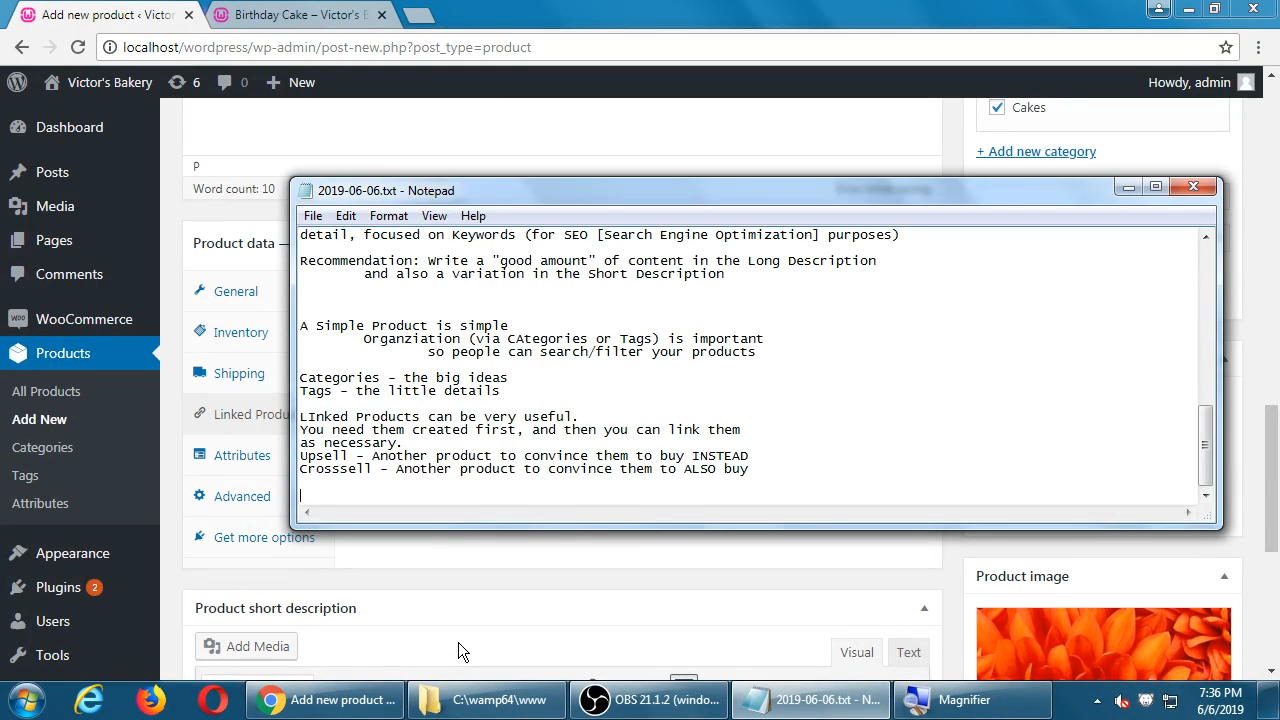 Add new product ‹ Victor's
Birthday Cake – Victor's B
localhost/wordpress/wp-admin/post-new.php?post_type=product
Victor's Bakery
6
0
New
Howdy, admin
Dashboard
Posts
Media
Pages
Comments
WooCommerce
Products
All Products
Add New
Categories
Tags
Attributes
Appearance
Plugins 2
Users
Tools
P
Word count: 10
Product data —
General
Inventory
Shipping
Linked Produ
Attributes
Advanced
Get more options
Product short description
Add Media
Visual
Text
Cakes
+ Add new category
Product image
2019-06-06.txt - Notepad
File Edit Format View Help
detail, focused on Keywords (for SEO [Search Engine Optimization] purposes)
Recommendation: Write a "good amount" of content in the Long Description
and also a variation in the Short Description
A Simple Product is simple
Organziation (via CAtegories or Tags) is important
so people can search/filter your products
Categories - the big ideas
Tags - the little details
LInked Products can be very useful.
You need them created first, and then you can link them
as necessary.
Upsell - Another product to convince them to buy INSTEAD
Crosssell - Another product to convince them to ALSO buy
Add new product ...
C:\wamp64\www
OBS 21.1.2 (windo...
2019-06-06.txt - N...
Magnifier
7:36 PM
6/6/2019